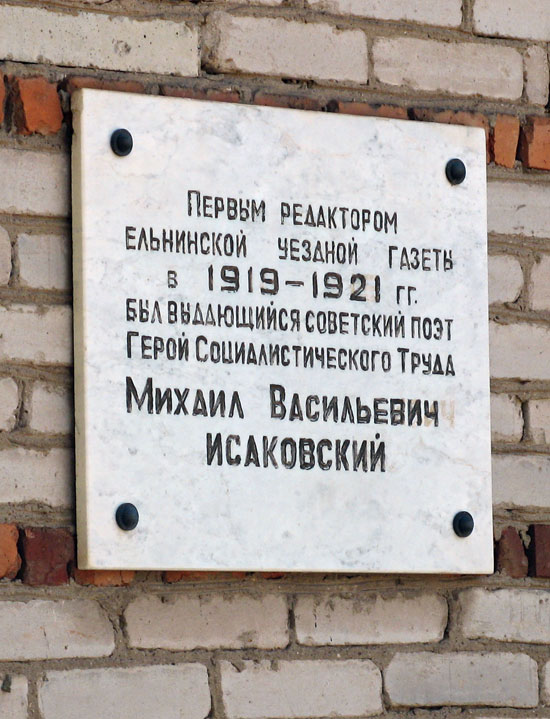 Первым редактором
ельнинской уездной газеты
в 1919-1921 гг.
был выдающийся советский поэт
Герой Социалистического Труда
Михаил Васильевич
Исаковский